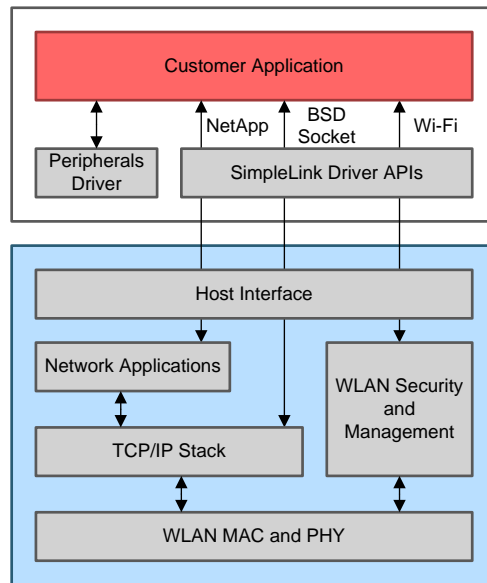 Customer Application
NetApp
BSD
Socket
Wi-Fi
Peripherals
Driver
SimpleLink Driver APIs
Host Interface
Network Applications
WLAN Security
and
Management
TCP/IP Stack
WLAN MAC and PHY